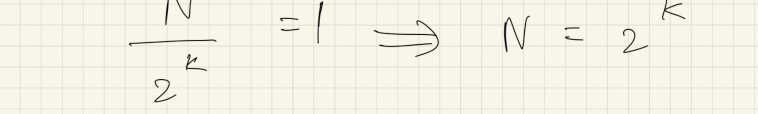 N/2^k = 1 ⇒ N = 2^k